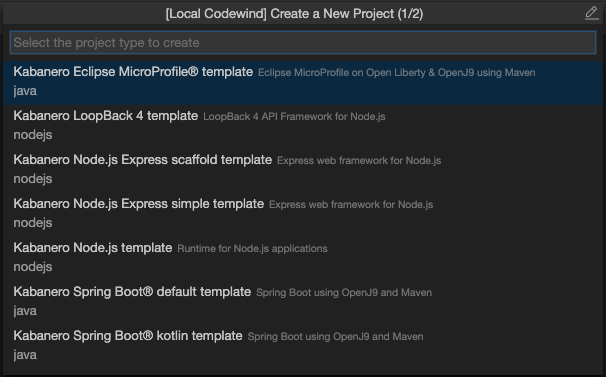 [Local Codewind] Create a New Project (1/2)
Select the project type to create
Kabanero Eclipse MicroProfile® template Eclipse MicroProfile on Open Liberty & OpenJ9 using Maven
java
Kabanero LoopBack 4 template LoopBack 4 API Framework for Node.js
nodejs
Kabanero Node.js Express scaffold template Express web framework for Node.js
nodejs
Kabanero Node.js Express simple template Express web framework for Node.js
nodejs
Kabanero Node.js template Runtime for Node.js applications
nodejs
Kabanero Spring Boot® default template Spring Boot using OpenJ9 and Maven
java
Kabanero Spring Boot® kotlin template Spring Boot using OpenJ9 and Maven
java